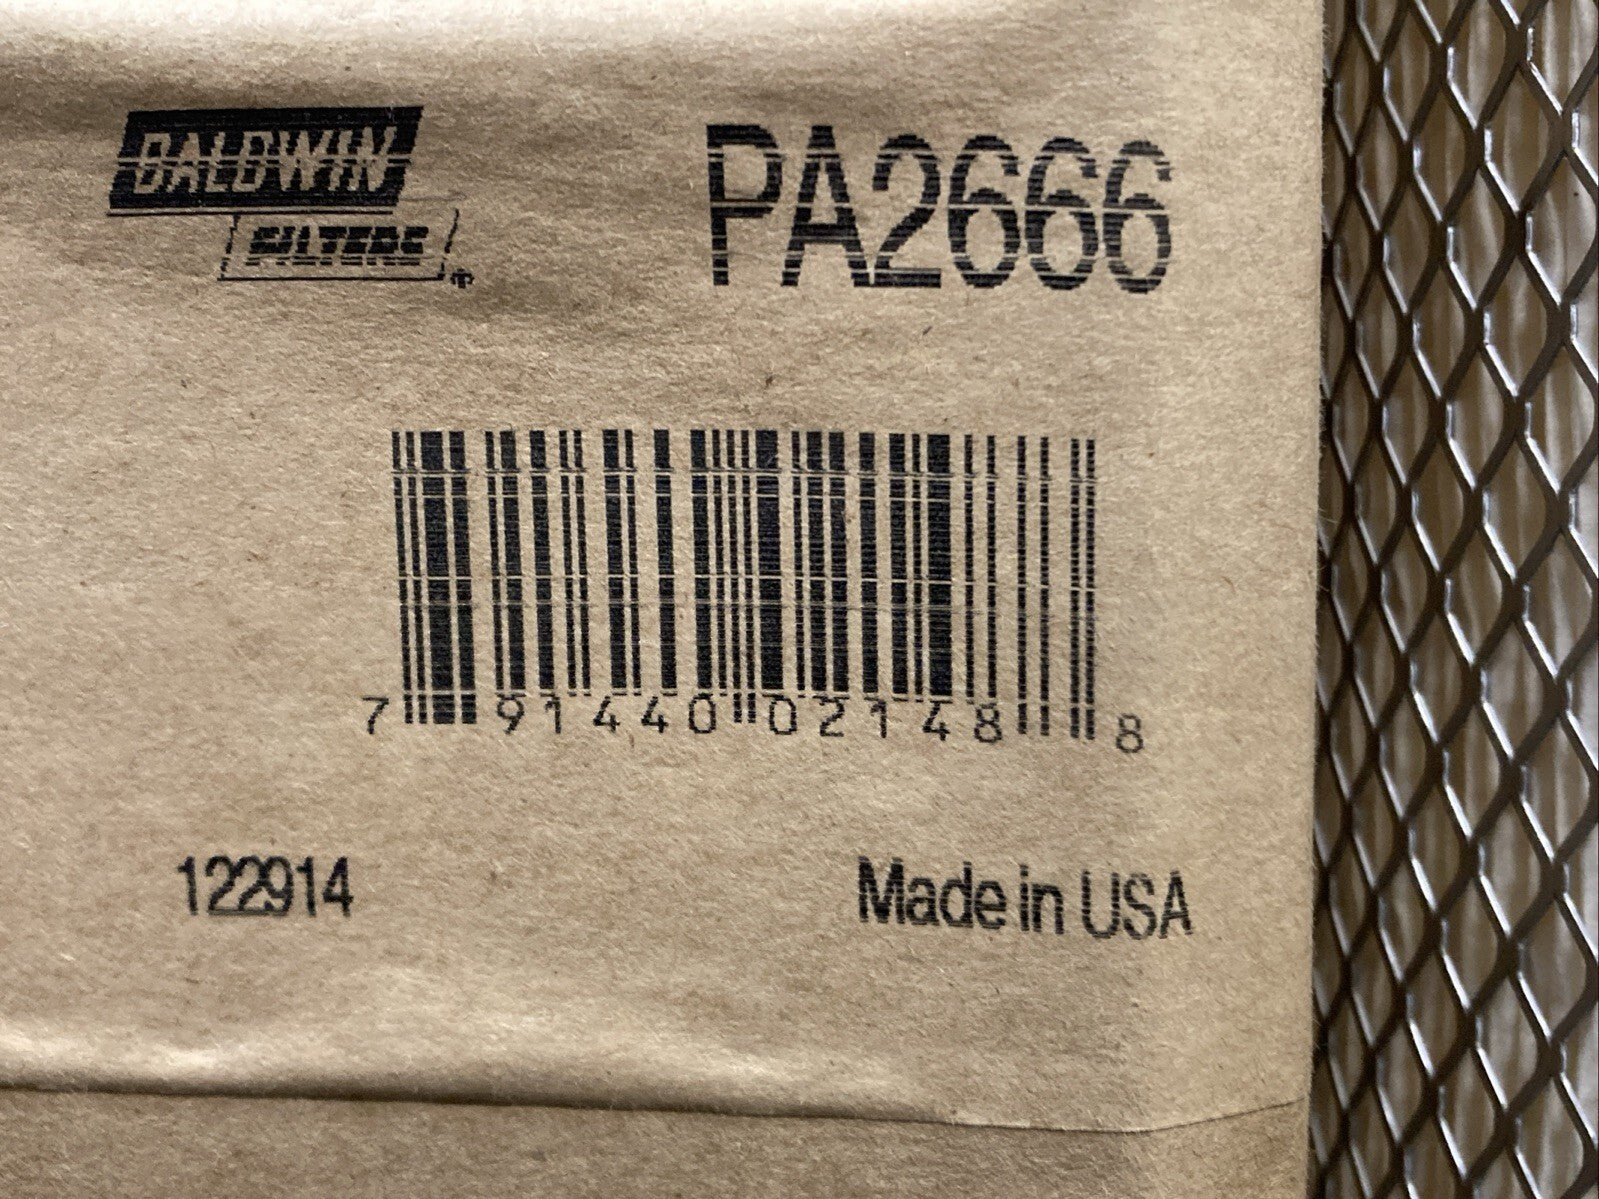 BALDWIN
FILTERS
PA2666
7 91440 02148 8
122914
Made in USA